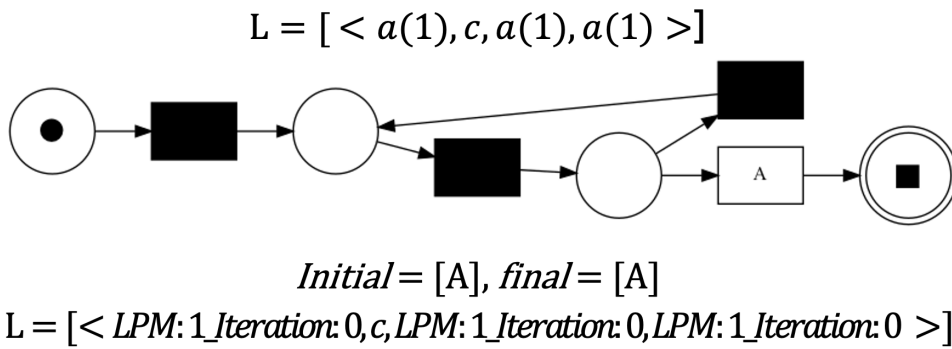 L = [ < a(1), c, a(1), a(1) >]
A
Initial = [A], final = [A]
L = [< LPM: 1_Iteration: 0, c, LPM: 1_Iteration: 0, LPM: 1_Iteration: 0 >]